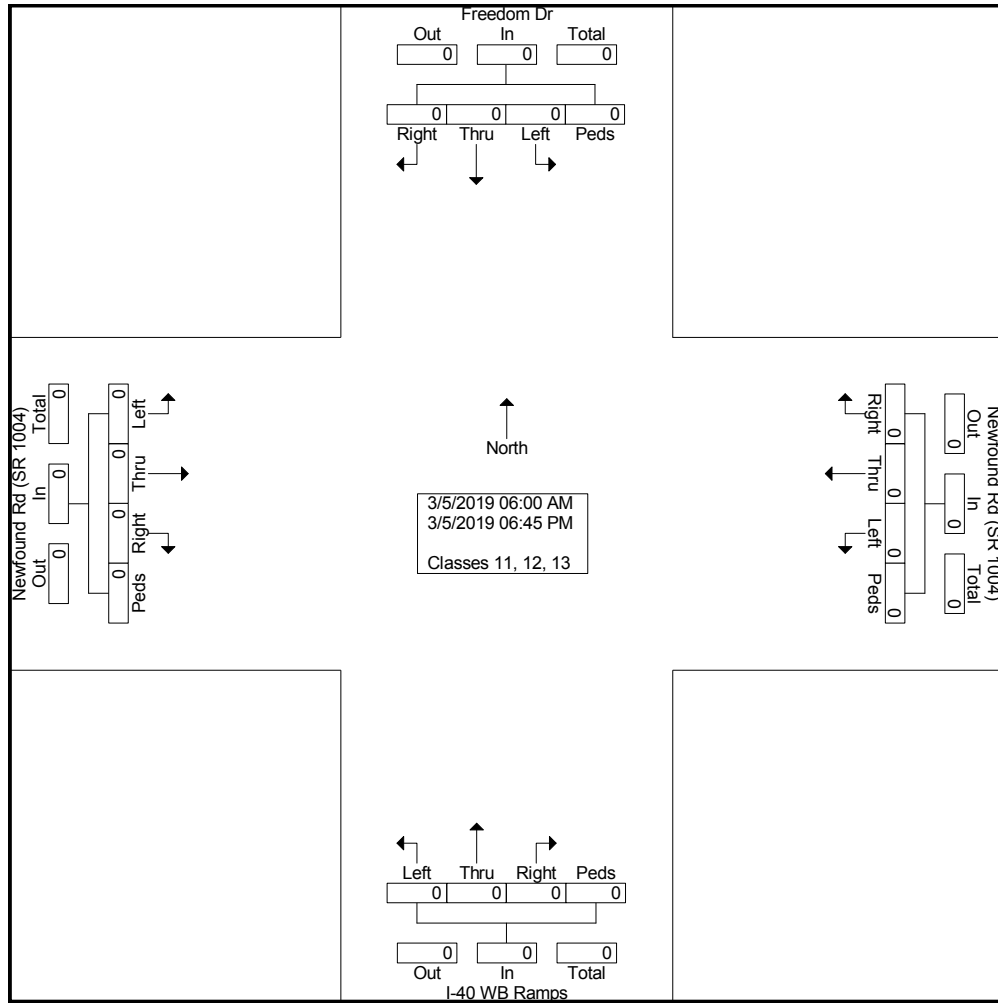 Freedom Dr
Out In Total
0 0 0
0 0 0 0
Right Thru Left Peds
Newfound Rd (SR 1004)
Total In Out
0 0 0
0 0 0 0
Left Thru Right Peds
North
3/5/2019 06:00 AM
3/5/2019 06:45 PM
Classes 11, 12, 13
Right Thru Left Peds
0 0 0 0
0 0 0
Out In Total
Newfound Rd (SR 1004)
Left Thru Right Peds
0 0 0 0
0 0 0
Out In Total
I-40 WB Ramps